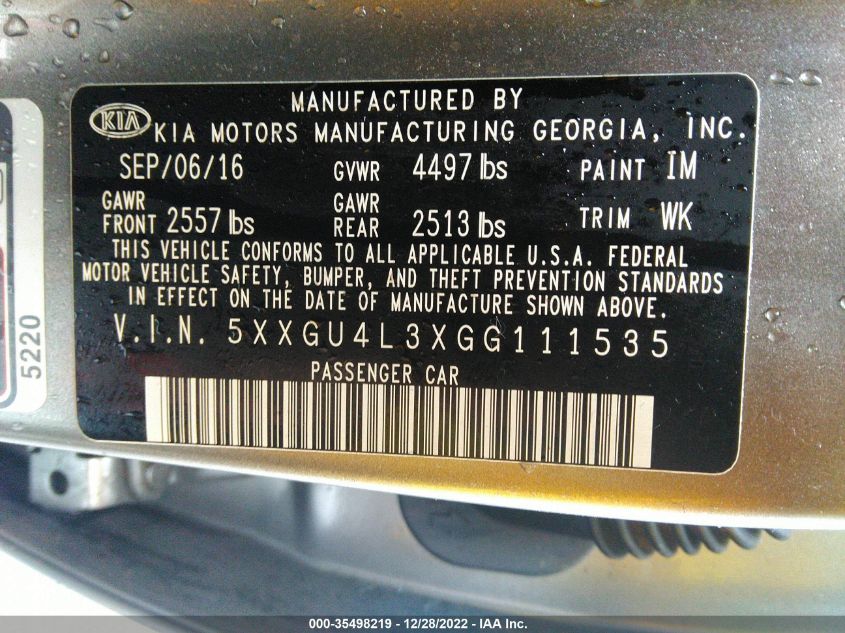 MANUFACTURED BY
KIA KIA MOTORS MANUFACTURING GEORGIA, INC.
SEP/06/16 GVWR 4497 lbs PAINT IM
GAWR FRONT 2557 lbs GAWR REAR 2513 lbs TRIM WK
THIS VEHICLE CONFORMS TO ALL APPLICABLE U.S.A. FEDERAL
MOTOR VEHICLE SAFETY, BUMPER, AND THEFT PREVENTION STANDARDS
IN EFFECT ON THE DATE OF MANUFACTURE SHOWN ABOVE.
V.I.N. 5XXGU4L3XGG111535
PASSENGER CAR
5220
000-35498219 - 12/28/2022 - IAAI.com